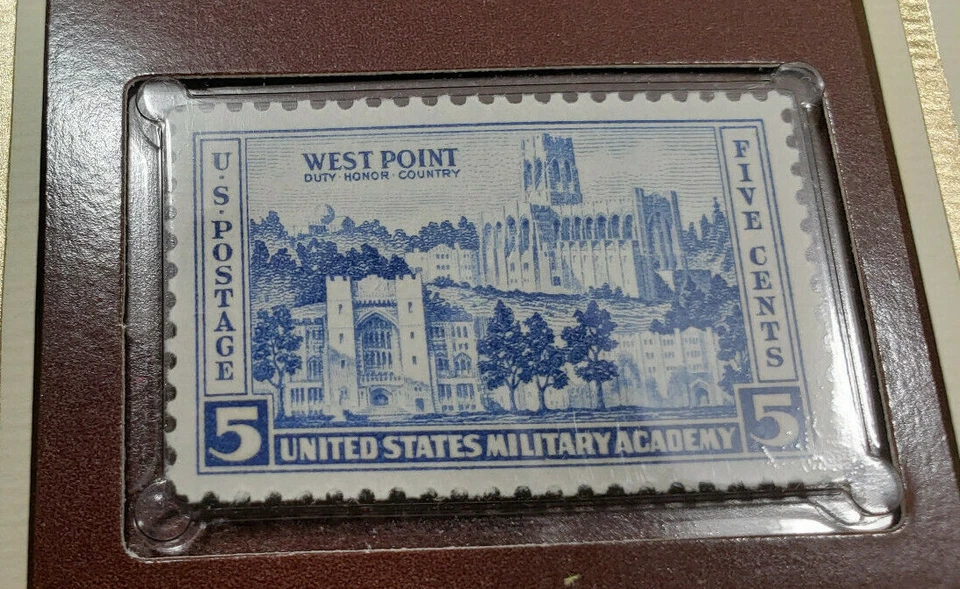 WEST POINT
DUTY·HONOR·COUNTRY
U·S·POSTAGE
FIVE CENTS
5
UNITED STATES MILITARY ACADEMY
5